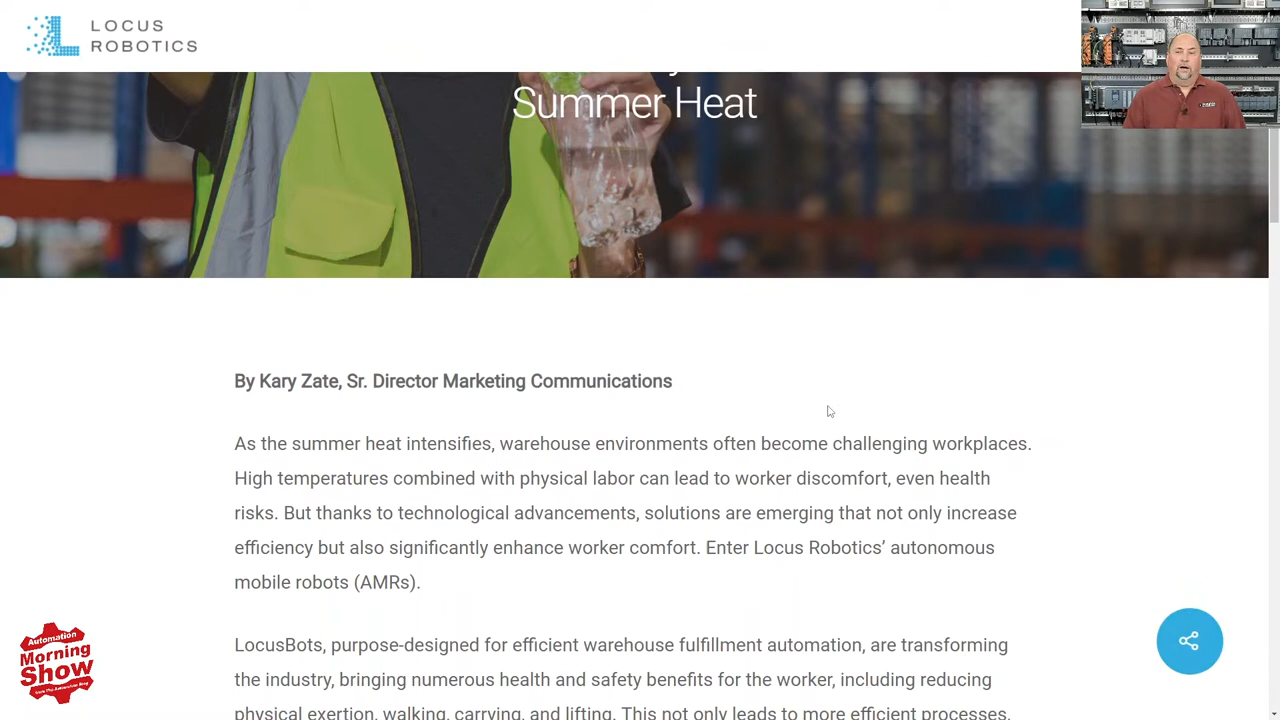 LOCUS
ROBOTICS
Summer Heat
By Kary Zate, Sr. Director Marketing Communications
As the summer heat intensifies, warehouse environments often become challenging workplaces.
High temperatures combined with physical labor can lead to worker discomfort, even health
risks. But thanks to technological advancements, solutions are emerging that not only increase
efficiency but also significantly enhance worker comfort. Enter Locus Robotics’ autonomous
mobile robots (AMRs).
LocusBots, purpose-designed for efficient warehouse fulfillment automation, are transforming
the industry, bringing numerous health and safety benefits for the worker, including reducing
physical exertion, walking, carrying, and lifting. This not only leads to more efficient processes,
Automation
Morning
Show
from The Automation Blog